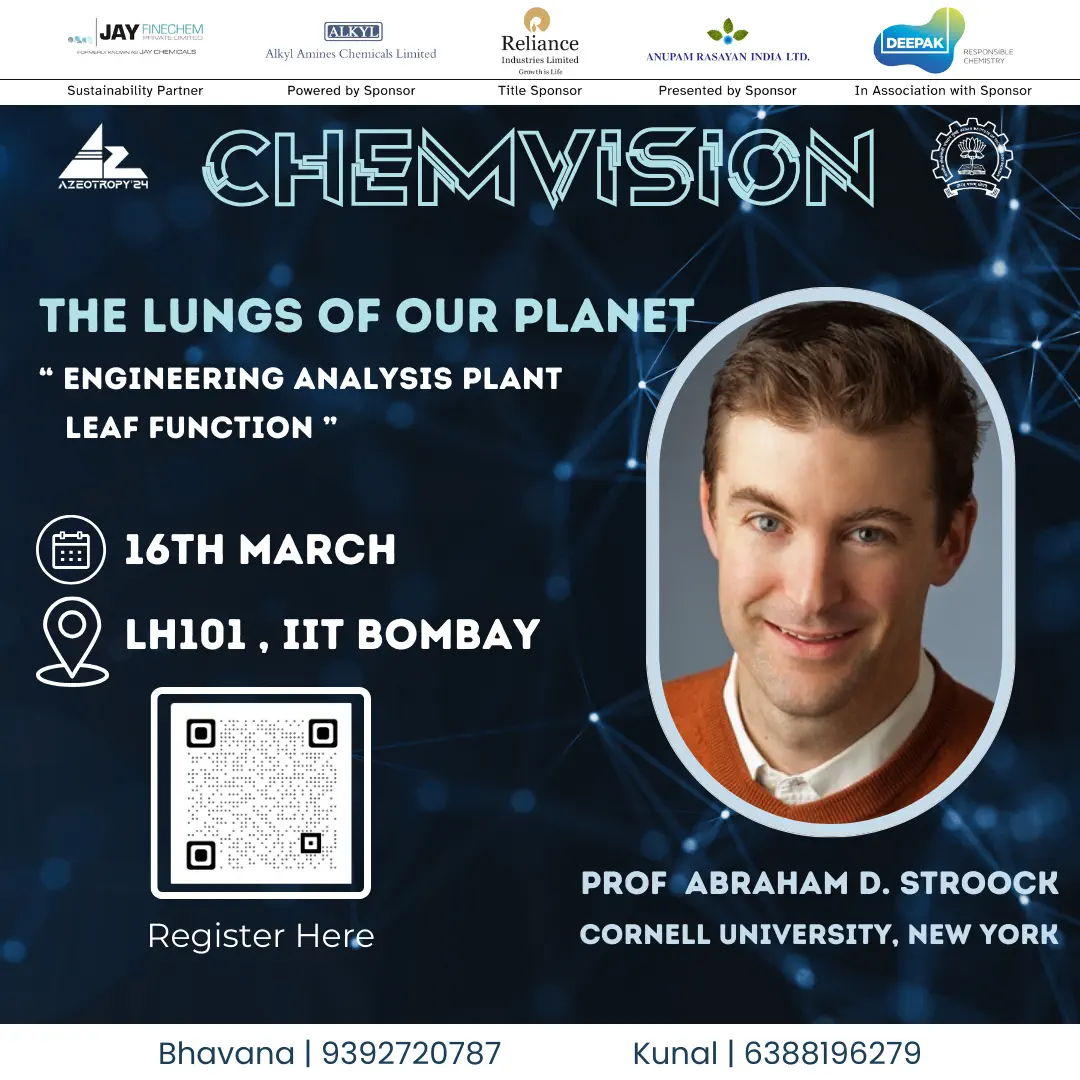 JAY FINECHEM
PRIVATE LIMITED
FORMERLY KNOWN AS JAY CHEMICALS
Sustainability Partner
ALKYL
Alkyl Amines Chemicals Limited
Powered by Sponsor
Reliance
Industries Limited
Growth is Life
Title Sponsor
ANUPAM RASAYAN INDIA LTD.
Presented by Sponsor
DEEPAK
RESPONSIBLE
CHEMISTRY
In Association with Sponsor
AZEOTROPY'24
CHEMVISION
THE LUNGS OF OUR PLANET
“ ENGINEERING ANALYSIS PLANT
LEAF FUNCTION ”
16TH MARCH
LH101 , IIT BOMBAY
Register Here
PROF ABRAHAM D. STROOCK
CORNELL UNIVERSITY, NEW YORK
Bhavana | 9392720787
Kunal | 6388196279